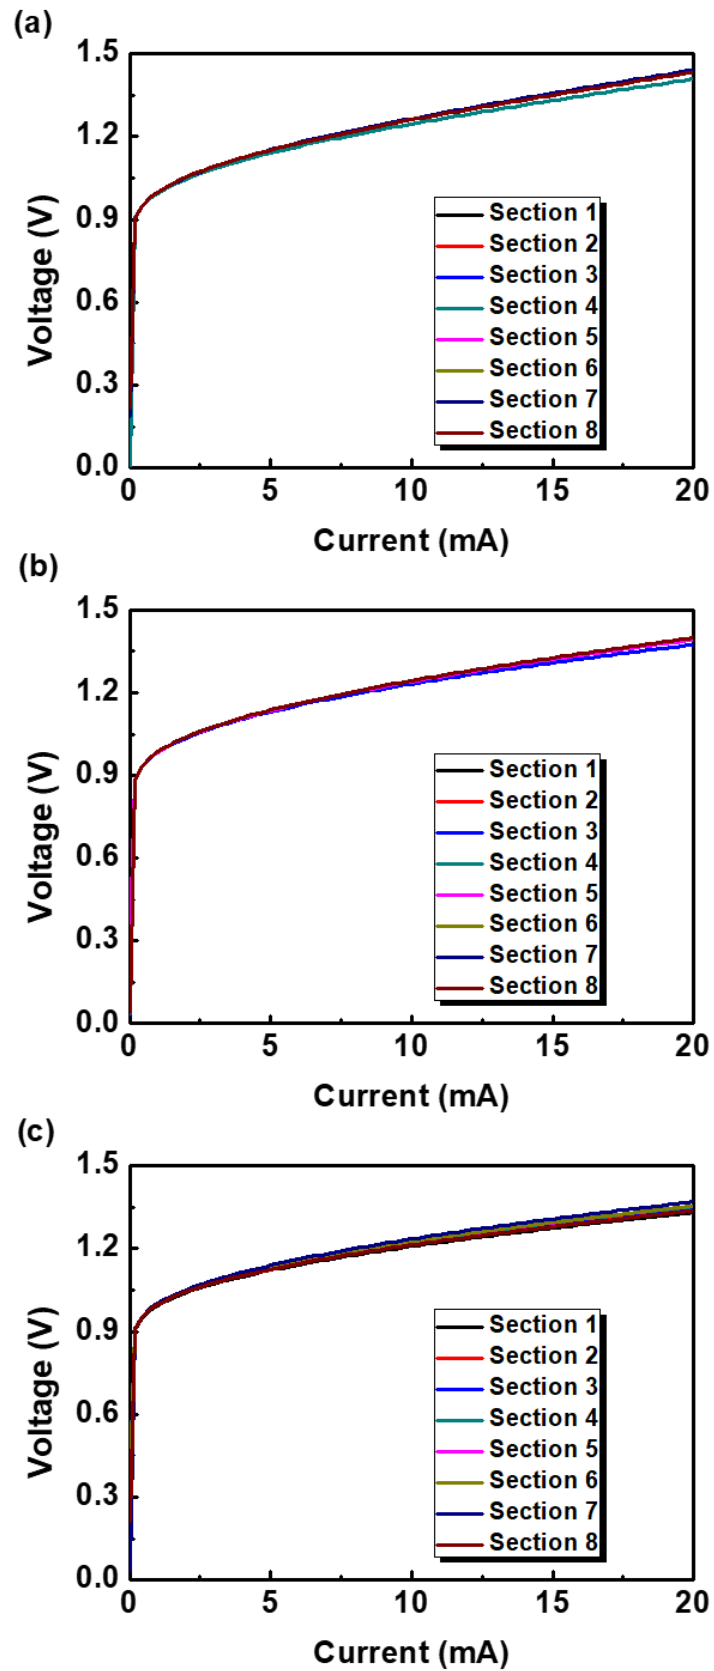 (a)
1.5
1.2
0.9
0.6
0.3
0.0
Voltage (V)
Section 1
Section 2
Section 3
Section 4
Section 5
Section 6
Section 7
Section 8
0
5
10
15
20
Current (mA)
(b)
1.5
1.2
0.9
0.6
0.3
0.0
Voltage (V)
Section 1
Section 2
Section 3
Section 4
Section 5
Section 6
Section 7
Section 8
0
5
10
15
20
Current (mA)
(c)
1.5
1.2
0.9
0.6
0.3
0.0
Voltage (V)
Section 1
Section 2
Section 3
Section 4
Section 5
Section 6
Section 7
Section 8
0
5
10
15
20
Current (mA)